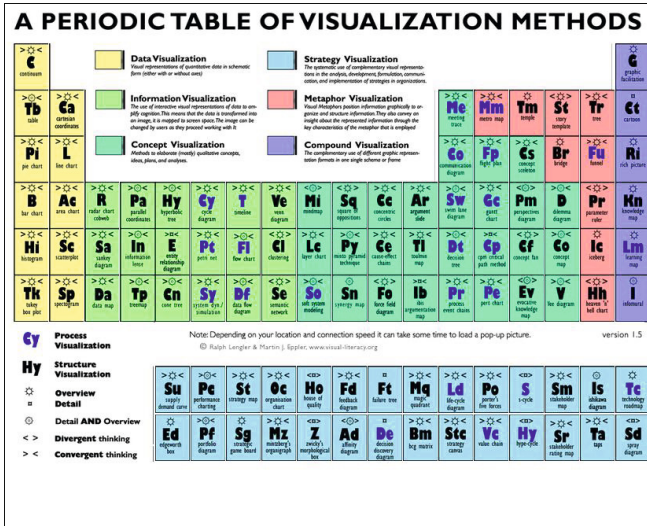 A PERIODIC TABLE OF VISUALIZATION METHODS
> ☼ < C continuum
Data Visualization
Visual representations of quantitative data in schematic form (either with or without axes)
Strategy Visualization
The systematic use of complementary visual representations in the analysis, development, formulation, communication, and implementation of strategies in organizations.
G graphic facilitation
Tb table
Ca cartesian coordinates
Information Visualization
The use of interactive visual representations of data to amplify cognition. This means that the data is transformed into an image, it is mapped to screen space. The image can be changed by users as they proceed working with it
Metaphor Visualization
Visual Metaphors position information graphically to organize and structure information. They also convey an insight about the represented information through the key characteristics of the metaphor that is employed
Me meeting trace
Mm metro map
Tm temple
St story template
Tr tree
Ct cartoon
Pi pie chart
L line chart
Concept Visualization
Methods to elaborate (mostly) qualitative concepts, ideas, plans, and analyses.
Compound Visualization
The complementary use of different graphic representation formats in one single schema or frame
Co communication diagram
Fp flight plan
Cs concept skeleton
Br bridge
Fu funnel
Ri rich picture
B bar chart
Ac area chart
R radar chart cobweb
Pa parallel coordinates
Hy hyperbolic tree
Cy cycle diagram
T timeline
Ve venn diagram
Mi mindmap
Sq square of oppositions
Cc concentric circles
Ar argument slide
Sw swim lane diagram
Gc gantt chart
Pm perspectives diagram
D dilemma diagram
Pr parameter ruler
Kn knowledge map
Hi histogram
Sc scatterplot
Sa sankey diagram
In information lense
E entity relationship diagram
Pt petri net
Fl flow chart
Cl clustering
Lc layer chart
Py minto pyramid technique
Ce cause-effect chains
Tl toulmin map
Dt decision tree
Cp cpm critical path method
Cf concept fan
Co concept map
Ic iceberg
Lm learning map
Tk tukey box plot
Sp spectogram
Da data map
Tp treemap
Cn cone tree
Sy system dyn./ simulation
Df data flow diagram
Se semantic network
So soft system modeling
Sn synergy map
Fo force field diagram
Ib ibis argumentation map
Pr process event chains
Pe pert chart
Ev evocative knowledge map
V Vee diagram
Hh heaven 'n' hell chart
I infomural
Cy Process Visualization
Note: Depending on your location and connection speed it can take some time to load a pop-up picture.
version 1.5
© Ralph Lengler & Martin J. Eppler, www.visual-literacy.org
Hy Structure Visualization
☼ Overview
¤ Detail
Detail AND Overview
< > Divergent thinking
> < Convergent thinking
Su supply demand curve
Pc performance charting
St strategy map
Oc organisation chart
Ho house of quality
Fd feedback diagram
Ft failure tree
Mq magic quadrant
Ld life-cycle diagram
Po porter's five forces
S s-cycle
Sm stakeholder map
Is ishikawa diagram
Tc technology roadmap
Ed edgeworth box
Pf portfolio diagram
Sg strategic game board
Mz mintzberg's organigraph
Z zwicky's morphological box
Ad affinity diagram
De decision discovery diagram
Bm bcg matrix
Stc strategy canvas
Vc value chain
Hy hype-cycle
Sr stakeholder rating map
Ta taps
Sd spray diagram